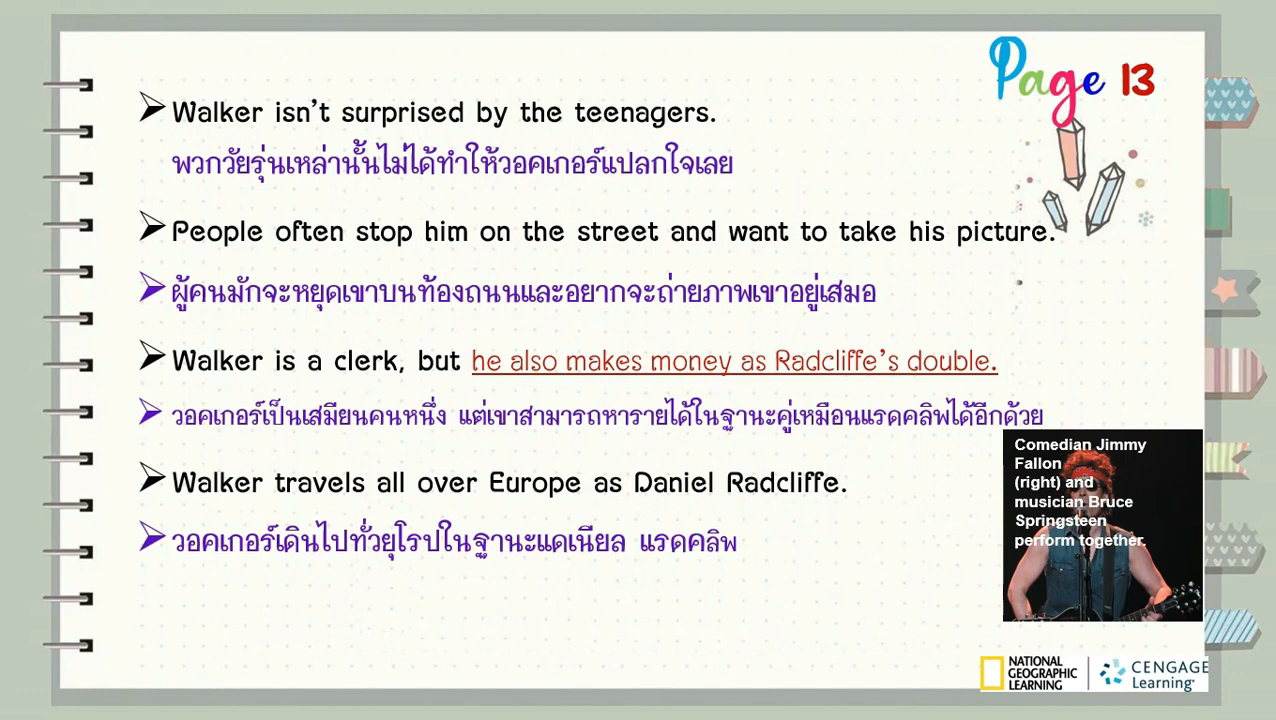 Page 13
Walker isn't surprised by the teenagers.
พวกวัยรุ่นเหล่านั้นไม่ได้ทำให้วอคเกอร์แปลกใจเลย
People often stop him on the street and want to take his picture.
ผู้คนมักจะหยุดเขาบนท้องถนนและอยากจะถ่ายภาพเขาอยู่เสมอ
Walker is a clerk, but he also makes money as Radcliffe's double.
วอคเกอร์เป็นเสมียนคนหนึ่ง แต่เขาสามารถหารายได้ในฐานะคู่เหมือนแรดคลิฟได้อีกด้วย
Walker travels all over Europe as Daniel Radcliffe.
วอคเกอร์เดินไปทั่วยุโรปในฐานะแดเนียล แรดคลิฟ
Comedian Jimmy
Fallon
(right) and
musician Bruce
Springsteen
perform together.
NATIONAL
GEOGRAPHIC
LEARNING
CENGAGE
Learning